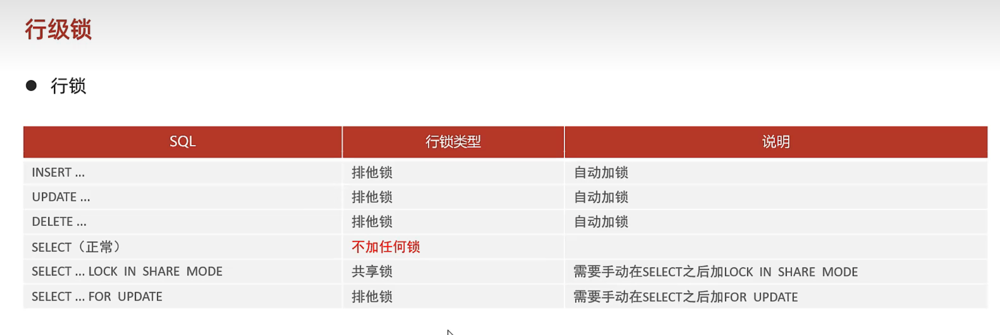 行级锁
● 行锁
SQL 行锁类型 说明
INSERT ... 排他锁 自动加锁
UPDATE ... 排他锁 自动加锁
DELETE ... 排他锁 自动加锁
SELECT（正常） 不加任何锁
SELECT ... LOCK IN SHARE MODE 共享锁 需要手动在SELECT之后加LOCK IN SHARE MODE
SELECT ... FOR UPDATE 排他锁 需要手动在SELECT之后加FOR UPDATE